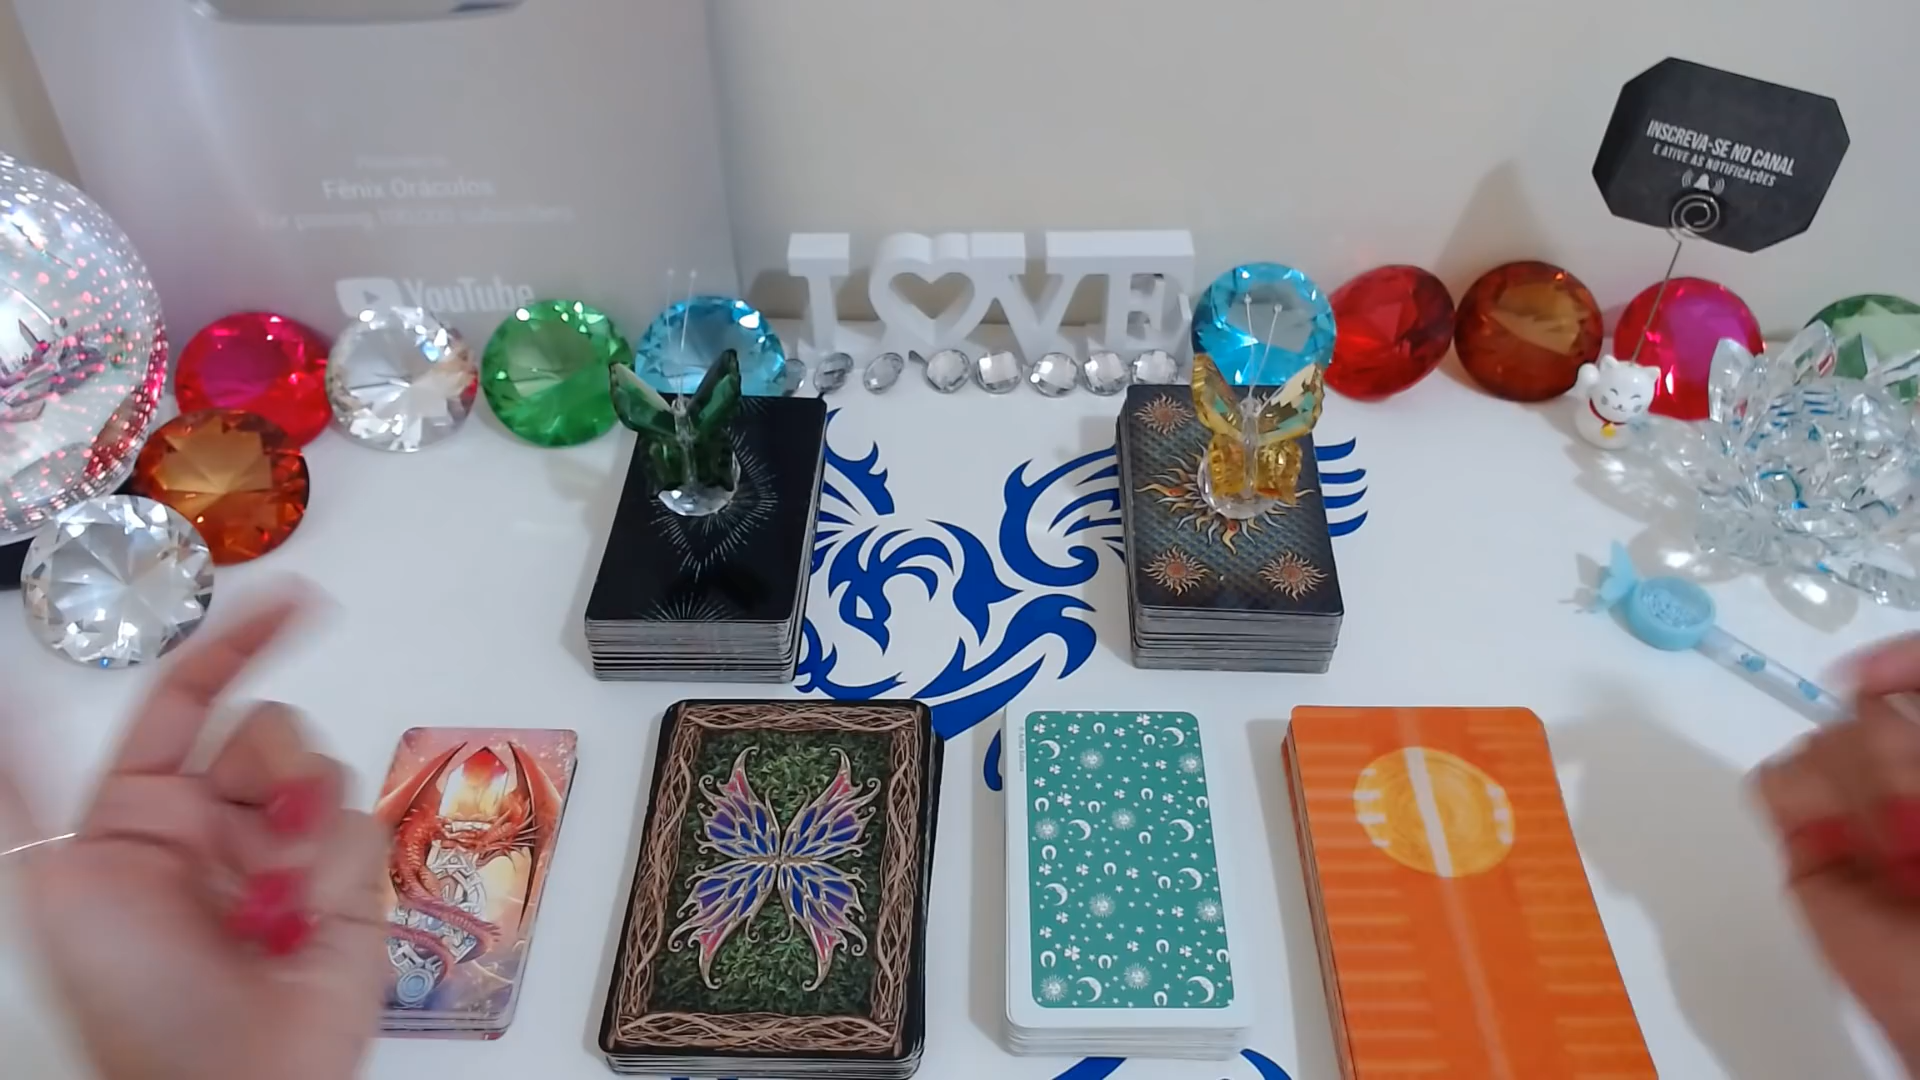 Fênix Oráculos
YouTube
LOVE
INSCREVA-SE NO CANAL
E ATIVE AS NOTIFICAÇÕES